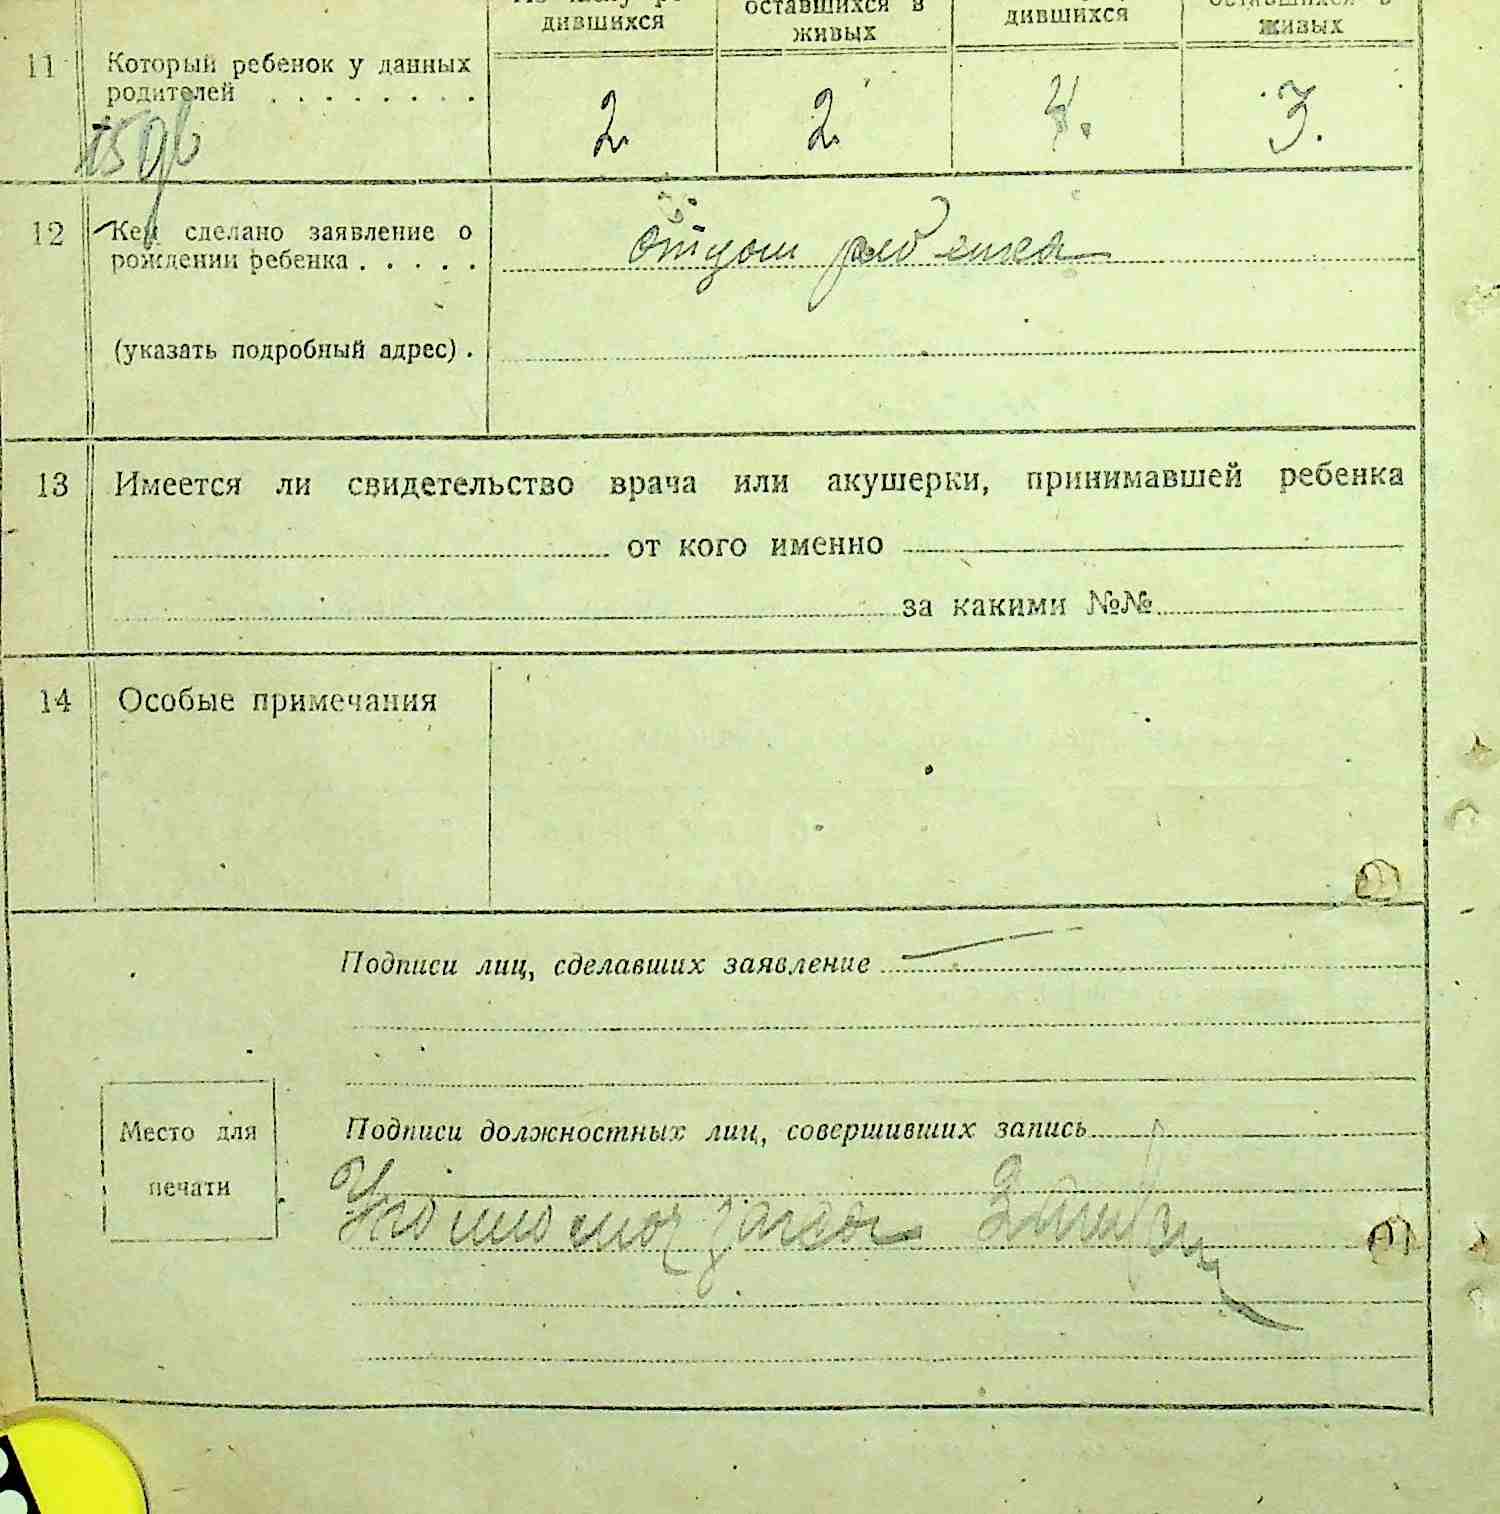 дившихся
оставшихся в
живых
дившихся
оставшихся в
живых
11 Который ребенок у данных
родителей . . . . . . . .
2. 2. 4. 3.
12 Кем сделано заявление о
рождении ребенка . . . . .
отцом ребенка
(указать подробный адрес) .
13 Имеется ли свидетельство врача или акушерки, принимавшей ребенка
от кого именно
за какими №№
14 Особые примечания
Подписи лиц, сделавших заявление
Место для
печати
Подписи должностных лиц, совершивших запись